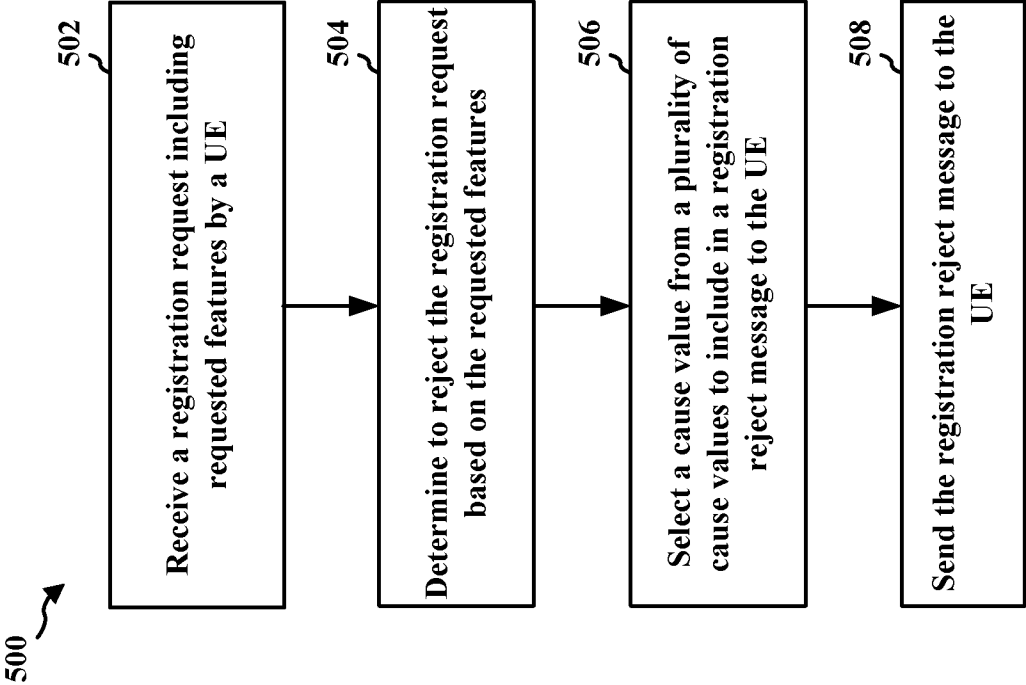 500
502
Receive a registration request including
requested features by a UE
504
Determine to reject the registration request
based on the requested features
506
Select a cause value from a plurality of
cause values to include in a registration
reject message to the UE
508
Send the registration reject message to the
UE